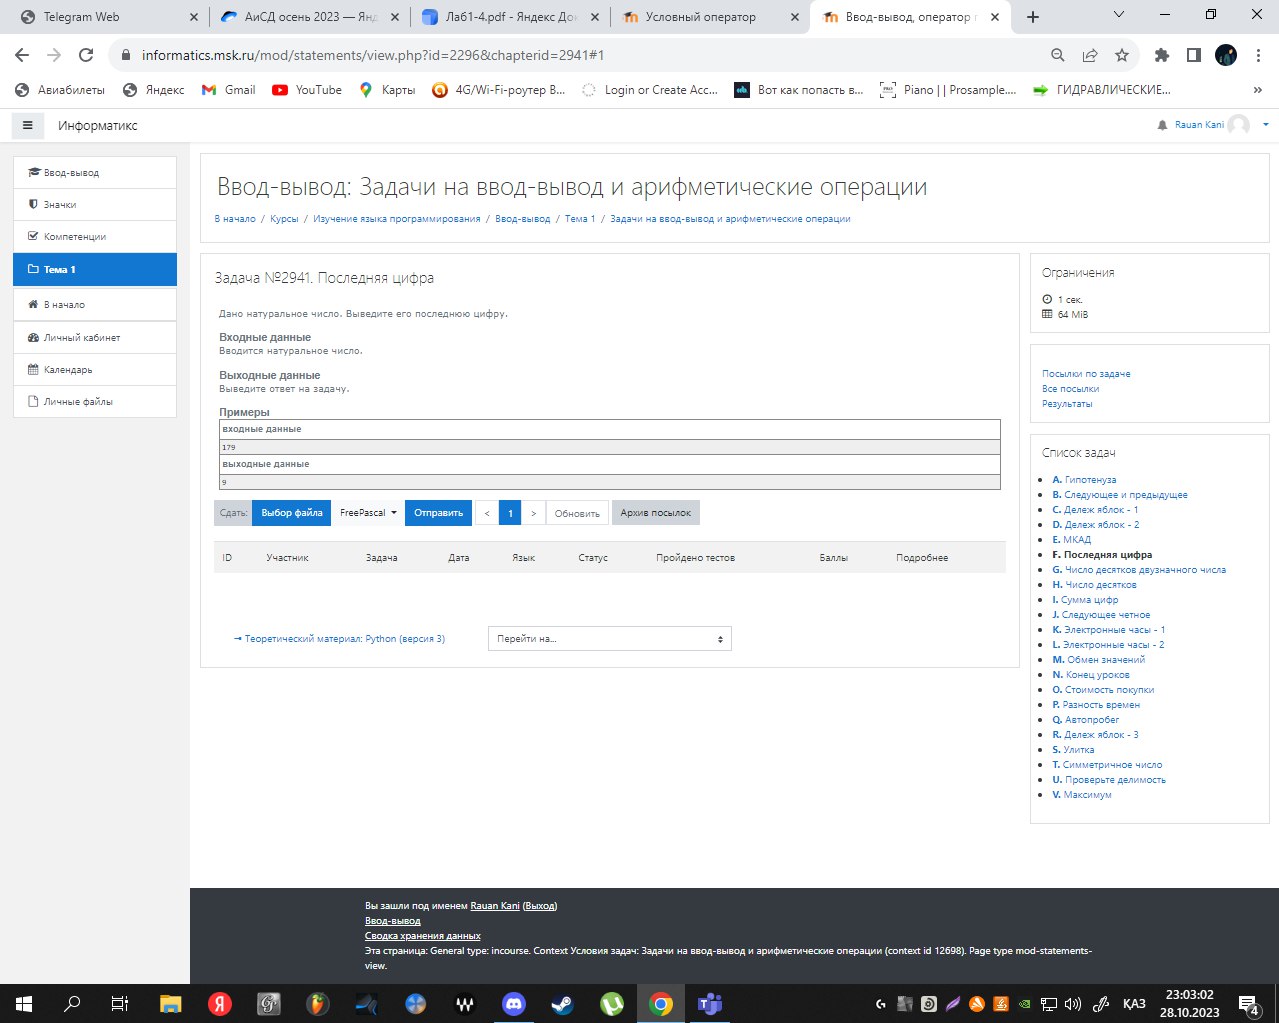 Telegram Web
АиСД осень 2023 — Янд
Лаб1-4.pdf - Яндекс Док
Условный оператор
Ввод-вывод, оператор п
informatics.msk.ru/mod/statements/view.php?id=2296&chapterid=2941#1
Авиабилеты
Яндекс
Gmail
YouTube
Карты
4G/Wi-Fi-роутер B...
Login or Create Acc...
Вот как попасть в...
Piano | | Prosample....
ГИДРАВЛИЧЕСКИЕ...
»
Информатикс
Rauan Kani
Ввод-вывод
Значки
Компетенции
Тема 1
В начало
Личный кабинет
Календарь
Личные файлы
Ввод-вывод: Задачи на ввод-вывод и арифметические операции
В начало / Курсы / Изучение языка программирования / Ввод-вывод / Тема 1 / Задачи на ввод-вывод и арифметические операции
Задача №2941. Последняя цифра
Дано натуральное число. Выведите его последнюю цифру.
Входные данные
Вводится натуральное число.
Выходные данные
Выведите ответ на задачу.
Примеры
входные данные
179
выходные данные
9
Сдать: Выбор файла FreePascal Отправить < 1 > Обновить Архив посылок
ID Участник Задача Дата Язык Статус Пройдено тестов Баллы Подробнее
→ Теоретический материал: Python (версия 3)
Перейти на...
Ограничения
1 сек.
64 MiB
Посылки по задаче
Все посылки
Результаты
Список задач
A. Гипотенуза
B. Следующее и предыдущее
C. Дележ яблок - 1
D. Дележ яблок - 2
E. МКАД
F. Последняя цифра
G. Число десятков двузначного числа
H. Число десятков
I. Сумма цифр
J. Следующее четное
K. Электронные часы - 1
L. Электронные часы - 2
M. Обмен значений
N. Конец уроков
O. Стоимость покупки
P. Разность времен
Q. Автопробег
R. Дележ яблок - 3
S. Улитка
T. Симметричное число
U. Проверьте делимость
V. Максимум
Вы зашли под именем Rauan Kani (Выход)
Ввод-вывод
Сводка хранения данных
Эта страница: General type: incourse. Context Условия задач: Задачи на ввод-вывод и арифметические операции (context id 12698). Page type mod-statements-
view.
ҚАЗ
23:03:02
28.10.2023
4